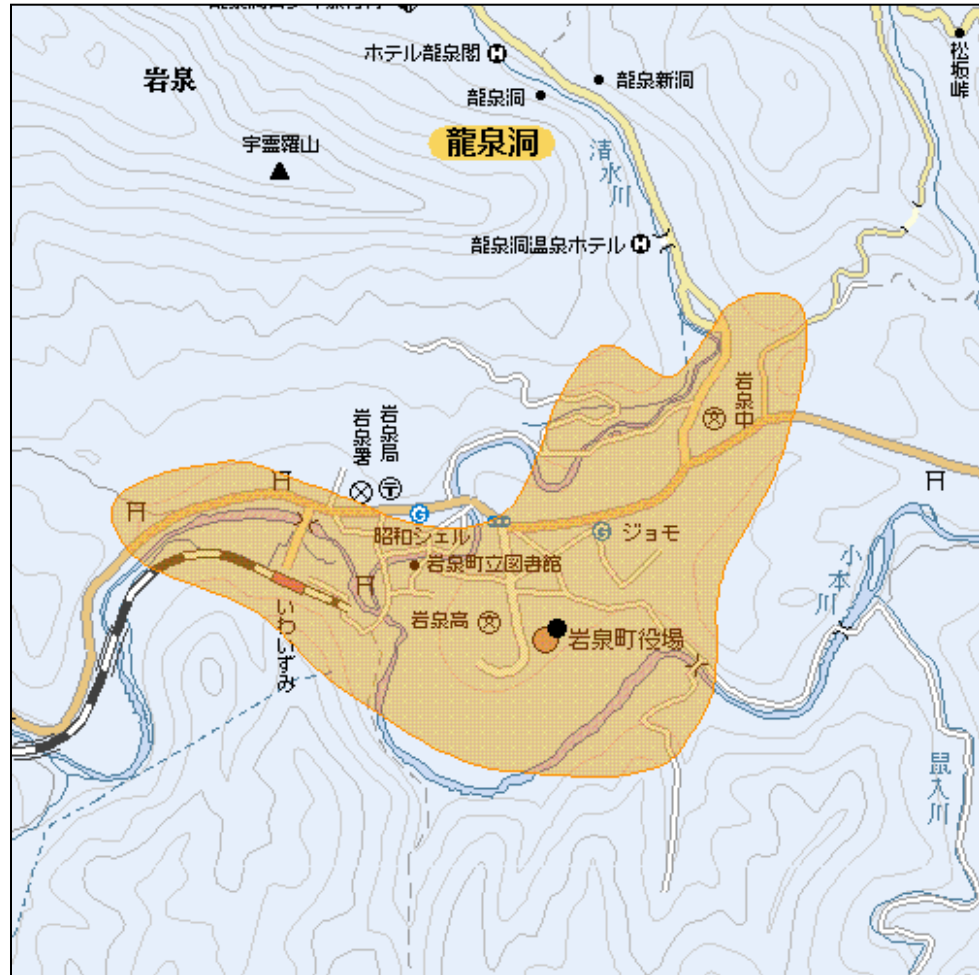 ホテル龍泉閣
岩泉
龍泉洞
龍泉新洞
松坂峠
宇霊羅山
龍泉洞
清水川
龍泉洞温泉ホテル
岩泉中
岩泉署
岩泉局
昭和シェル
ジョモ
岩泉町立図書館
小本川
岩泉高
岩泉町役場
いわいずみ
鼠入川